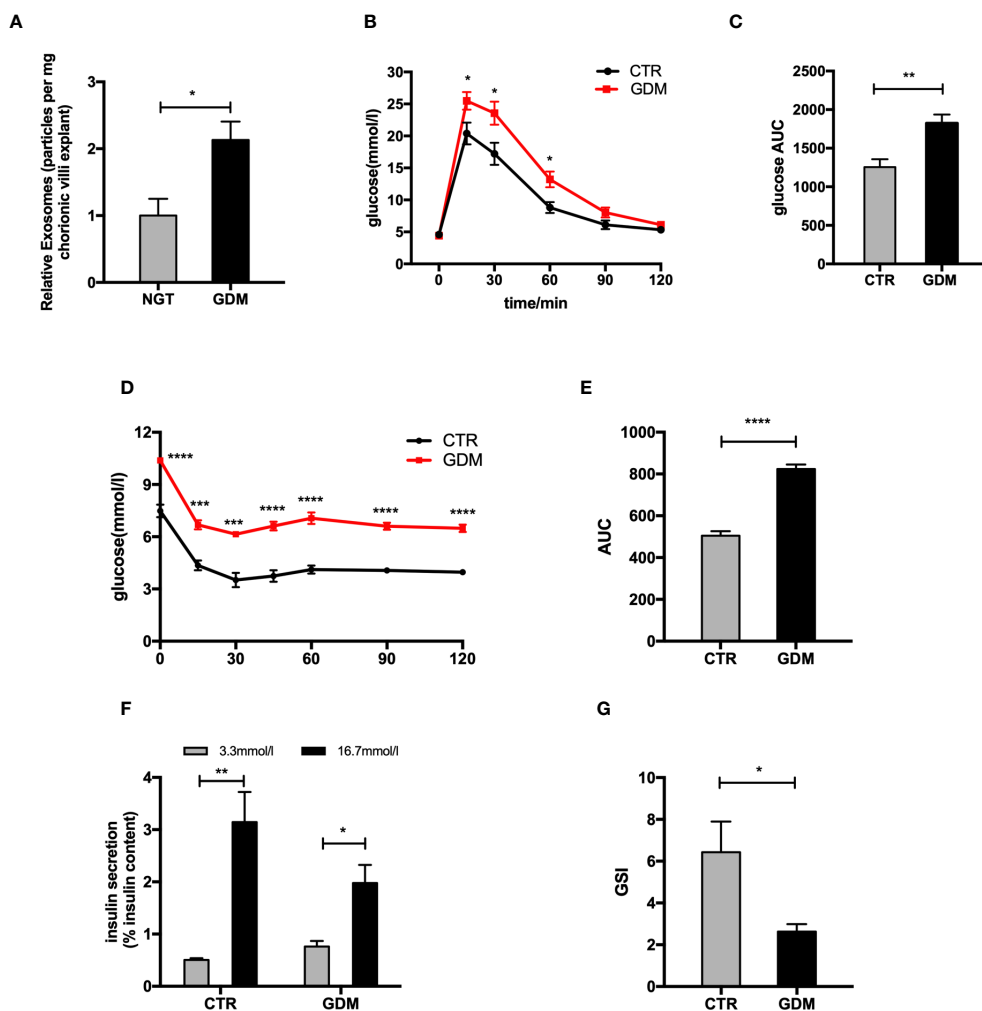 A
Relative Exosomes (particles per mg
chorionic villi explant)
3
2
1
0
*
NGT
GDM
B
glucose(mmol/l)
30
25
20
15
10
5
0
*
*
*
CTR
GDM
0
30
60
90
120
time/min
C
glucose AUC
2500
2000
1500
1000
500
0
**
CTR
GDM
D
glucose(mmol/l)
12
9
6
3
0
****
***
***
****
****
****
****
CTR
GDM
0
30
60
90
120
E
AUC
1000
800
600
400
200
0
****
CTR
GDM
F
3.3mmol/l
16.7mmol/l
insulin secretion
(% insulin content)
4
3
2
1
0
**
*
CTR
GDM
G
GSI
10
8
6
4
2
0
*
CTR
GDM